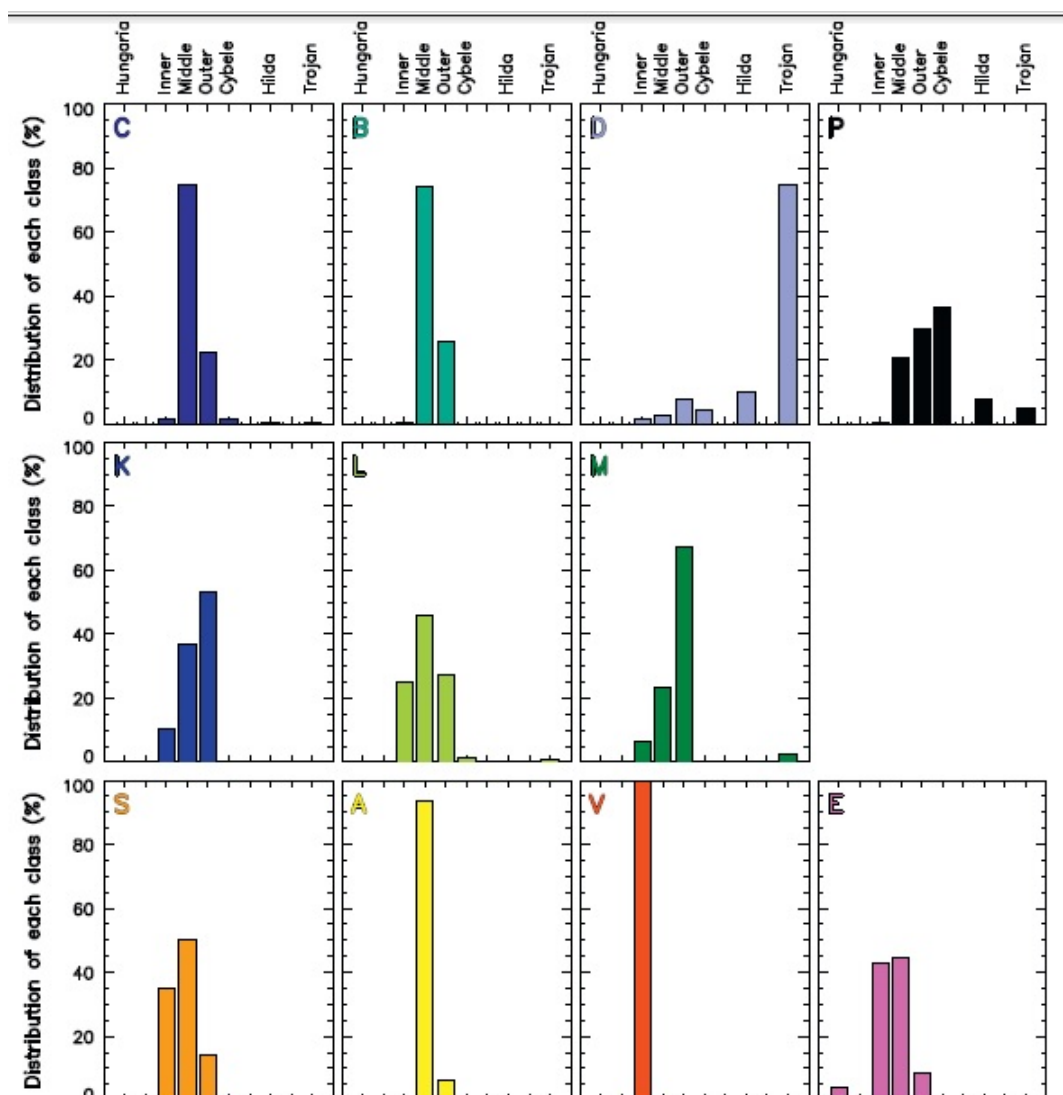 Hungaria Inner Middle Outer Cybele Hilda Trojan
Hungaria Inner Middle Outer Cybele Hilda Trojan
Hungaria Inner Middle Outer Cybele Hilda Trojan
Hungaria Inner Middle Outer Cybele Hilda Trojan
Distribution of each class (%)
100
80
60
40
20
0
C
B
D
P
Distribution of each class (%)
100
80
60
40
20
0
K
L
M
Distribution of each class (%)
100
80
60
40
20
0
S
A
V
E